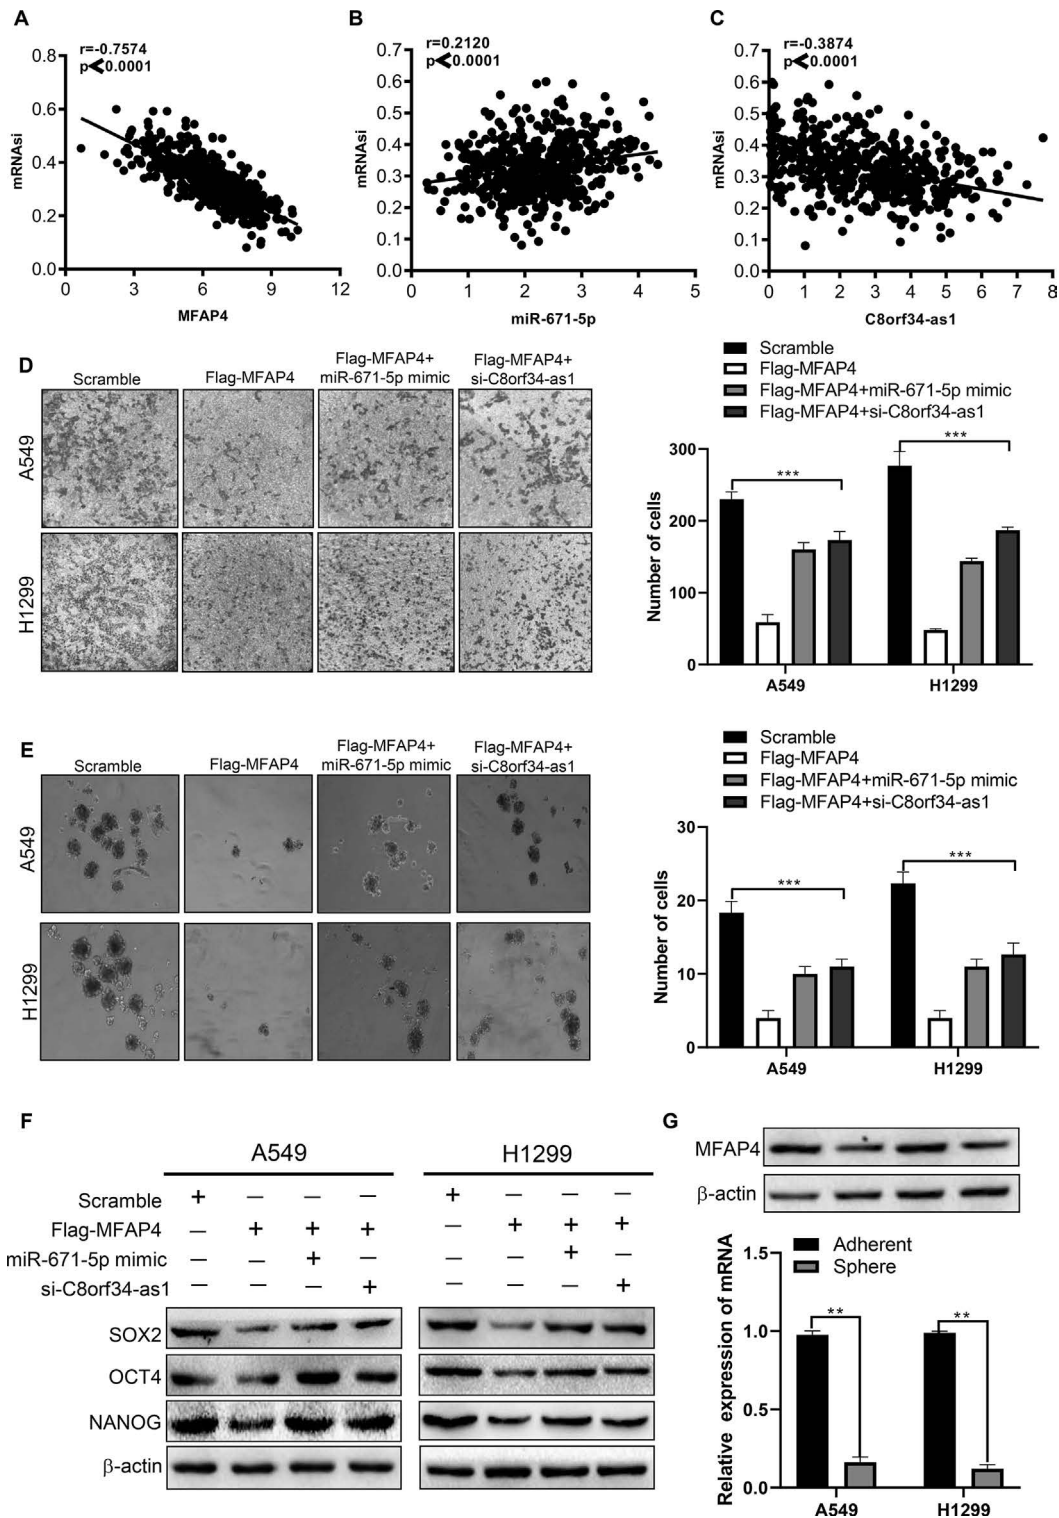 A
r=-0.7574
p<0.0001
mRNAsi
0.8
0.6
0.4
0.2
0.0
0 3 6 9 12
MFAP4
B
r=0.2120
p<0.0001
mRNAsi
0.7
0.6
0.5
0.4
0.3
0.2
0.1
0.0
0 1 2 3 4 5
miR-671-5p
C
r=-0.3874
p<0.0001
mRNAsi
0.7
0.6
0.5
0.4
0.3
0.2
0.1
0.0
0 1 2 3 4 5 6 7 8
C8orf34-as1
D
Scramble
Flag-MFAP4
Flag-MFAP4+
miR-671-5p mimic
Flag-MFAP4+
si-C8orf34-as1
A549
H1299
Scramble
Flag-MFAP4
Flag-MFAP4+miR-671-5p mimic
Flag-MFAP4+si-C8orf34-as1
Number of cells
300
200
100
0
***
***
A549 H1299
E
Scramble
Flag-MFAP4
Flag-MFAP4+
miR-671-5p mimic
Flag-MFAP4+
si-C8orf34-as1
A549
H1299
Scramble
Flag-MFAP4
Flag-MFAP4+miR-671-5p mimic
Flag-MFAP4+si-C8orf34-as1
Number of cells
30
20
10
0
***
***
A549 H1299
F
A549 H1299
Scramble + — — — + — — —
Flag-MFAP4 — + + + — + + +
miR-671-5p mimic — — + — — — + —
si-C8orf34-as1 — — — + — — — +
SOX2
OCT4
NANOG
β-actin
G
MFAP4
β-actin
Adherent
Sphere
Relative expression of mRNA
1.5
1.0
0.5
0.0
**
**
A549 H1299